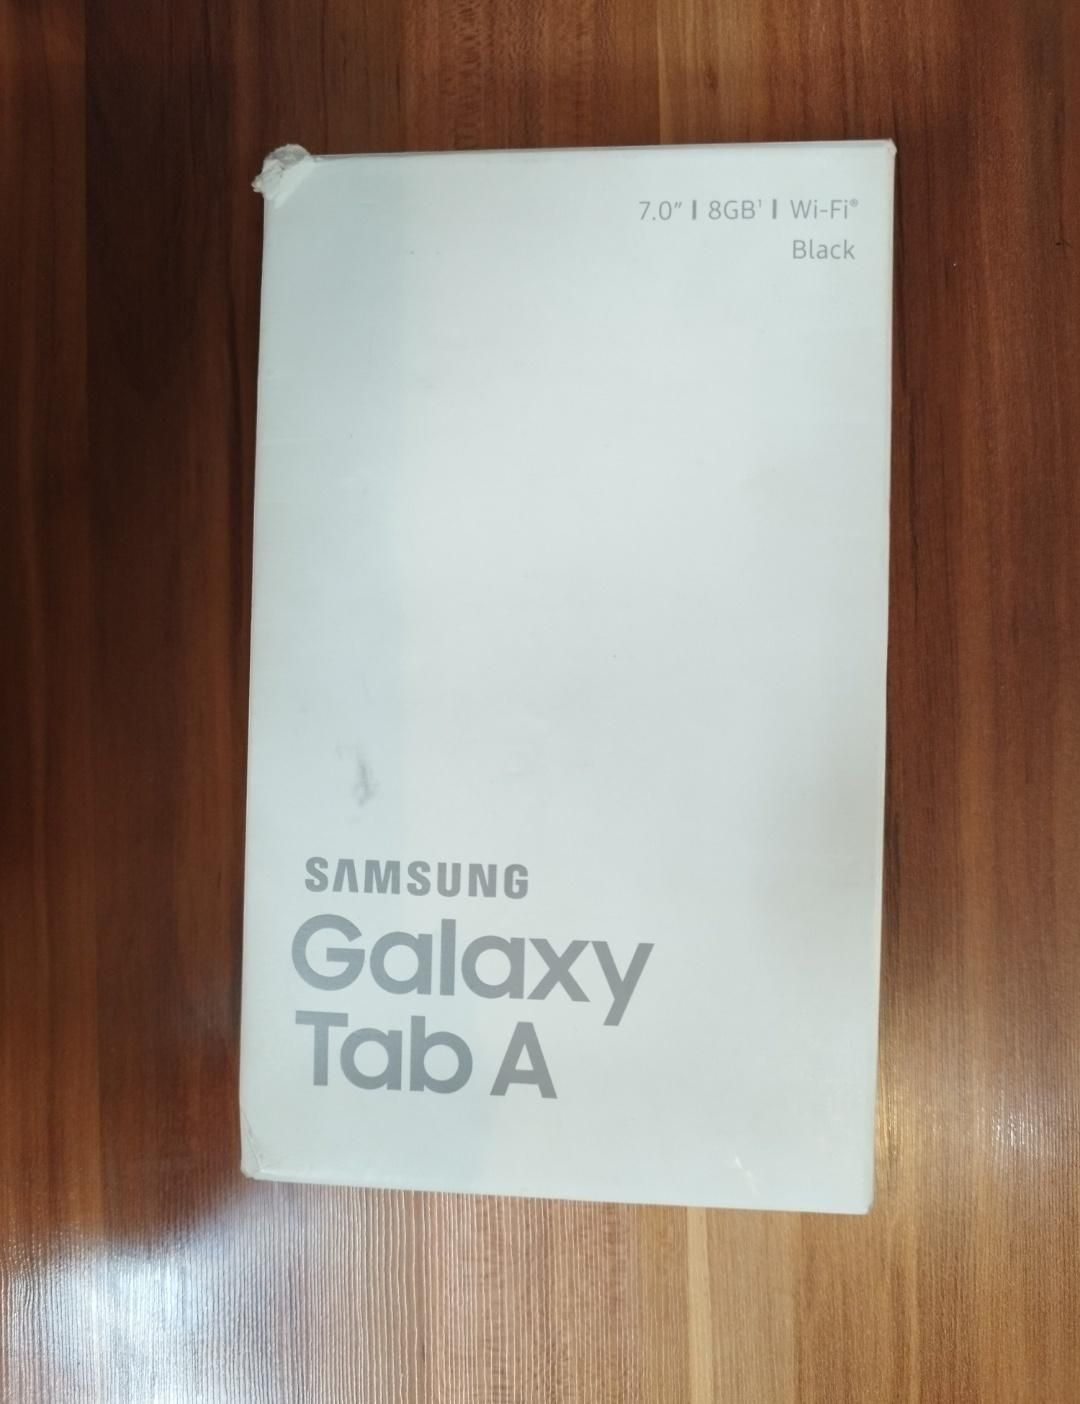 7.0" | 8GB¹ | Wi-Fi®
Black
SAMSUNG
Galaxy
Tab A